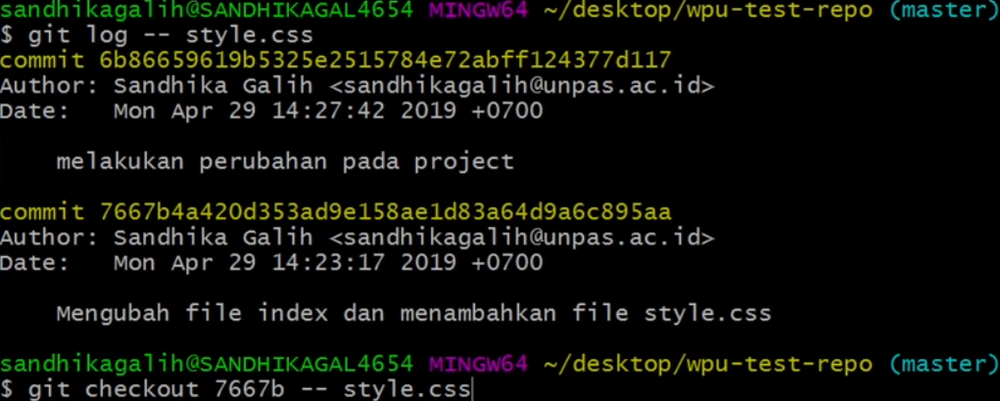 sandhikagalih@SANDHIKAGAL4654 MINGW64 ~/desktop/wpu-test-repo (master)
$ git log -- style.css
commit 6b86659619b5325e2515784e72abff124377d117
Author: Sandhika Galih <sandhikagalih@unpas.ac.id>
Date:   Mon Apr 29 14:27:42 2019 +0700
    melakukan perubahan pada project
commit 7667b4a420d353ad9e158ae1d83a64d9a6c895aa
Author: Sandhika Galih <sandhikagalih@unpas.ac.id>
Date:   Mon Apr 29 14:23:17 2019 +0700
    Mengubah file index dan menambahkan file style.css
sandhikagalih@SANDHIKAGAL4654 MINGW64 ~/desktop/wpu-test-repo (master)
$ git checkout 7667b -- style.css